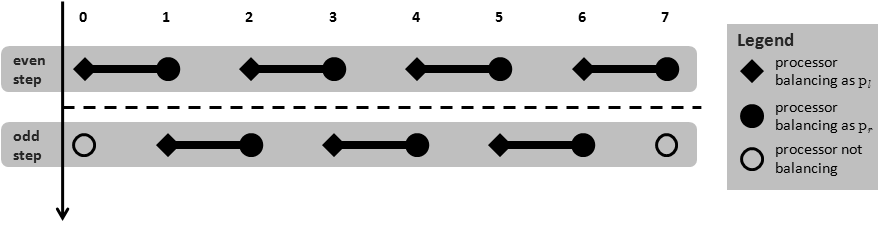 0 1 2 3 4 5 6 7
even
step
odd
step
Legend
processor
balancing as pl
processor
balancing as pr
processor not
balancing